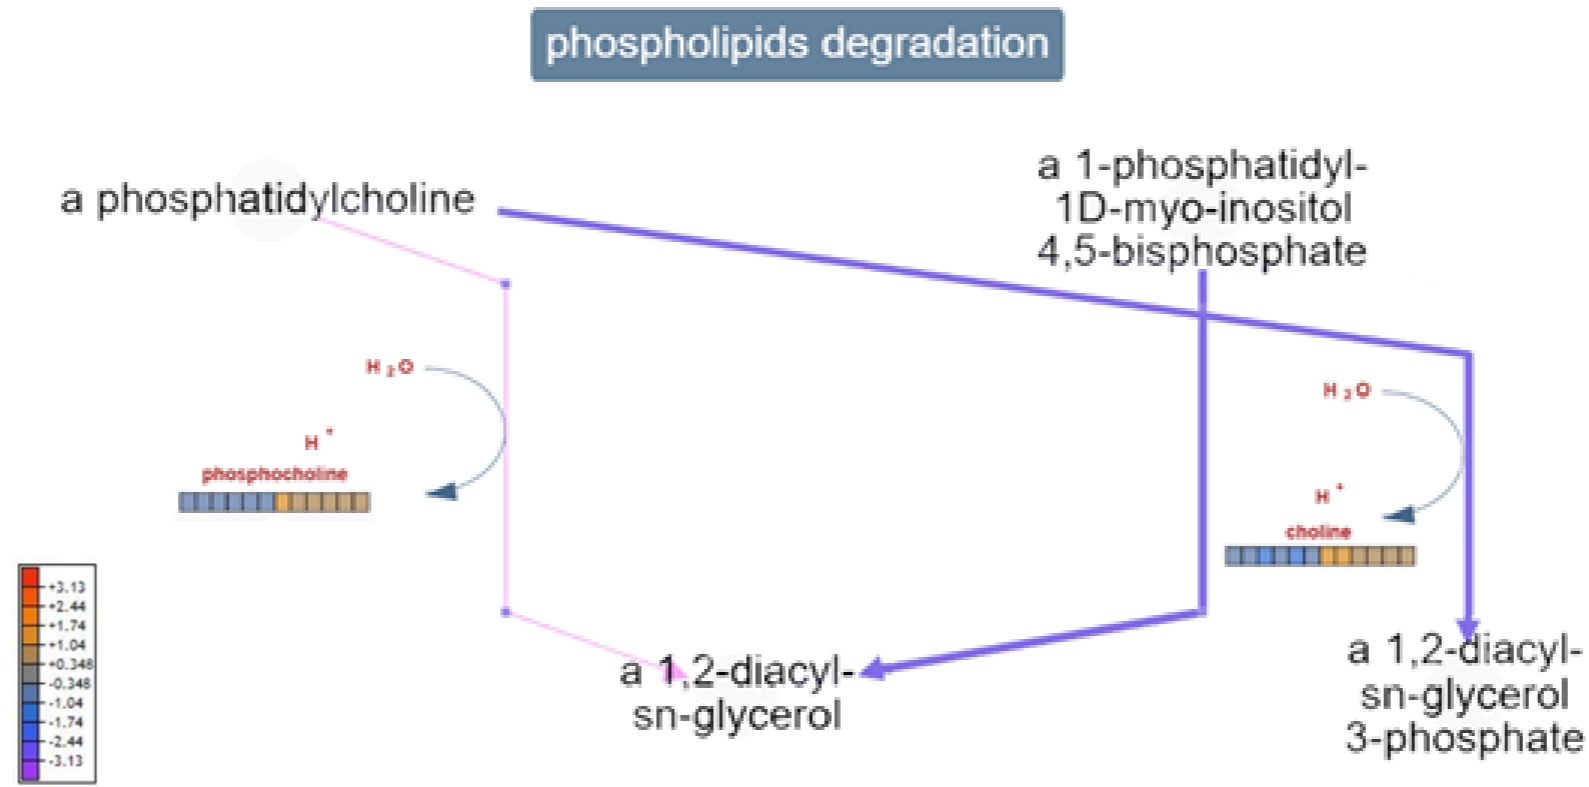 phospholipids degradation
a phosphatidylcholine
a 1-phosphatidyl-
1D-myo-inositol
4,5-bisphosphate
H2O
H+
phosphocholine
H2O
H+
choline
+3.13
+2.44
+1.74
+1.04
+0.348
-0.348
-1.04
-1.74
-2.44
-3.13
a 1,2-diacyl-
sn-glycerol
a 1,2-diacyl-
sn-glycerol
3-phosphate